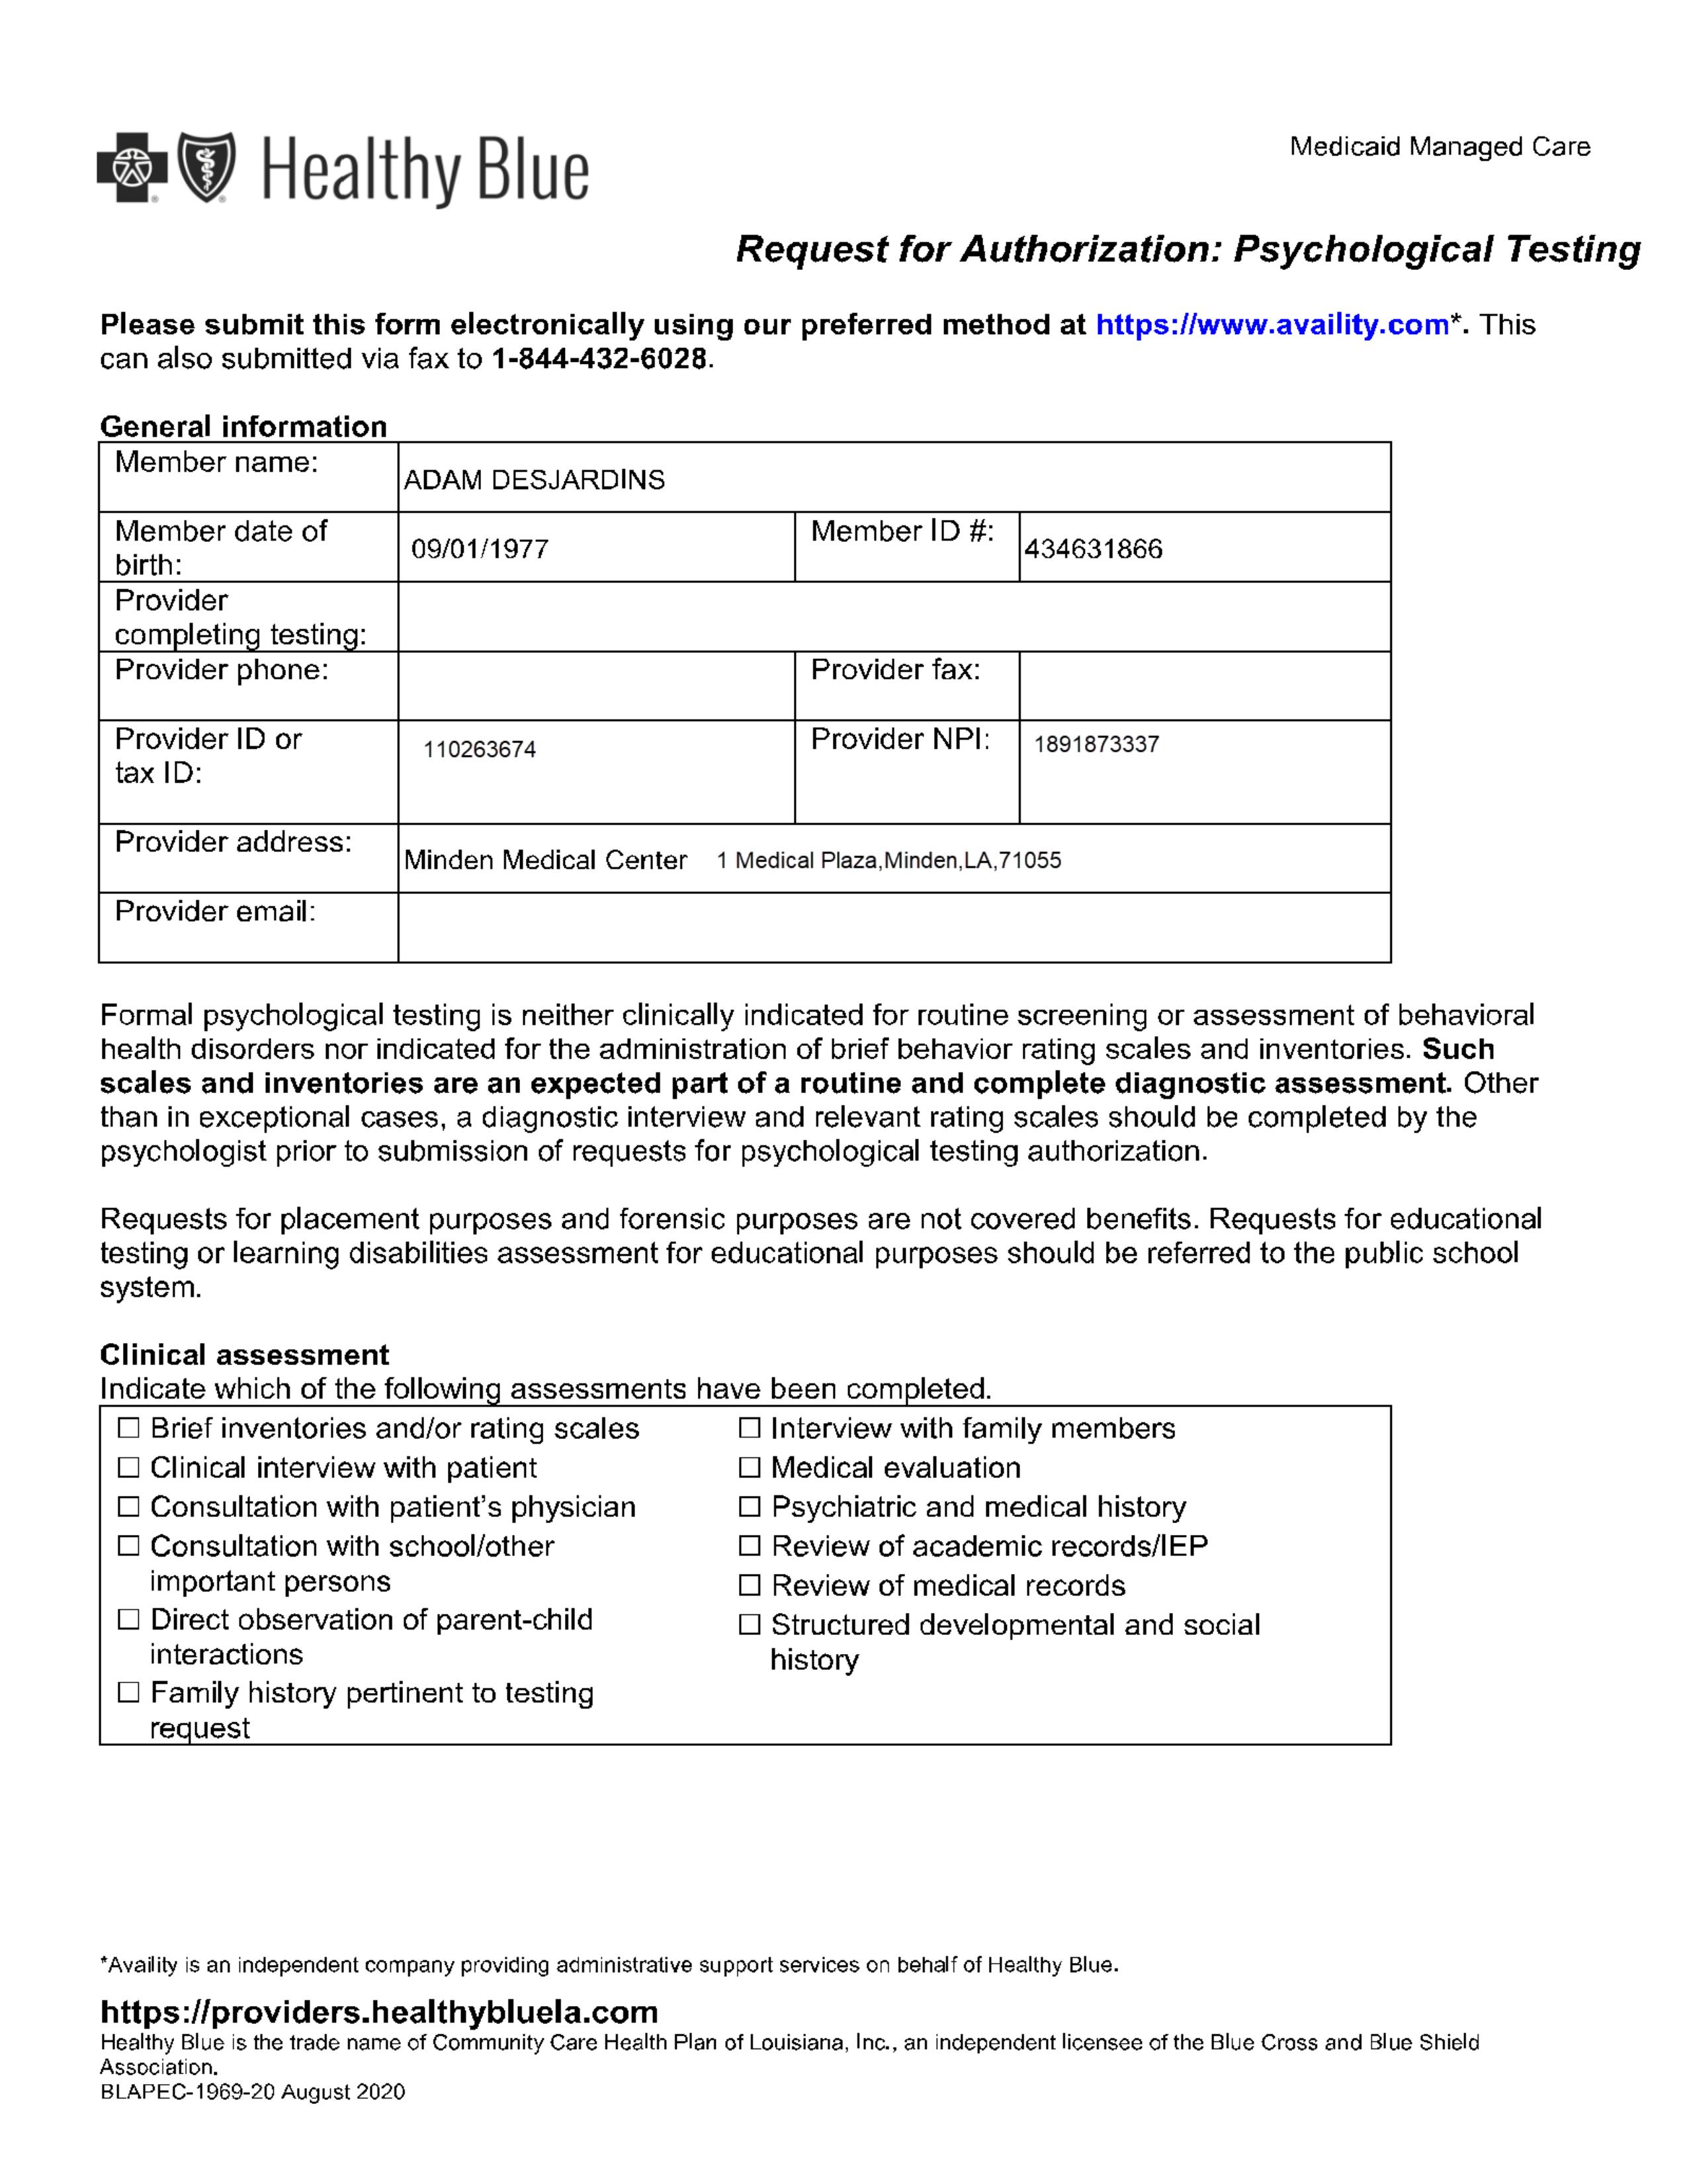 Healthy Blue
Medicaid Managed Care
Request for Authorization: Psychological Testing
Please submit this form electronically using our preferred method at https://www.availity.com*. This
can also submitted via fax to 1-844-432-6028.
General information
Member name:
ADAM DESJARDINS
Member date of
birth:
09/01/1977
Member ID #:
434631866
Provider
completing testing:
Provider phone:
Provider fax:
Provider ID or
tax ID:
110263674
Provider NPI:
1891873337
Provider address:
Minden Medical Center 1 Medical Plaza,Minden,LA,71055
Provider email:
Formal psychological testing is neither clinically indicated for routine screening or assessment of behavioral
health disorders nor indicated for the administration of brief behavior rating scales and inventories. Such
scales and inventories are an expected part of a routine and complete diagnostic assessment. Other
than in exceptional cases, a diagnostic interview and relevant rating scales should be completed by the
psychologist prior to submission of requests for psychological testing authorization.
Requests for placement purposes and forensic purposes are not covered benefits. Requests for educational
testing or learning disabilities assessment for educational purposes should be referred to the public school
system.
Clinical assessment
Indicate which of the following assessments have been completed.
☐ Brief inventories and/or rating scales
☐ Clinical interview with patient
☐ Consultation with patient's physician
☐ Consultation with school/other
important persons
☐ Direct observation of parent-child
interactions
☐ Family history pertinent to testing
request
☐ Interview with family members
☐ Medical evaluation
☐ Psychiatric and medical history
☐ Review of academic records/IEP
☐ Review of medical records
☐ Structured developmental and social
history
*Availity is an independent company providing administrative support services on behalf of Healthy Blue.
https://providers.healthybluela.com
Healthy Blue is the trade name of Community Care Health Plan of Louisiana, Inc., an independent licensee of the Blue Cross and Blue Shield
Association.
BLAPEC-1969-20 August 2020